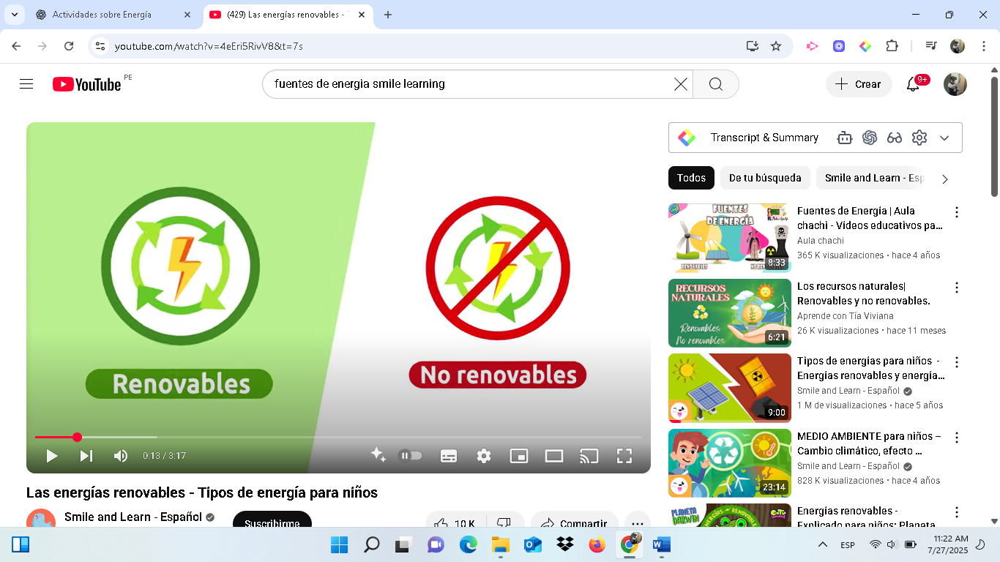 Actividades sobre Energía
(429) Las energías renovables -
youtube.com/watch?v=4eEri5RivV8&t=7s
YouTube PE
fuentes de energia smile learning
Crear
9+
Renovables
No renovables
0:13 / 3:17
Las energías renovables - Tipos de energía para niños
Smile and Learn - Español
Suscribirme
10 K
Compartir
Transcript & Summary
Todos
De tu búsqueda
Smile and Learn - Esp
FUENTES
DE ENERGÍA
Aula chachi
RENOVABLES
8:33
Fuentes de Energía | Aula
chachi - Vídeos educativos pa...
Aula chachi
365 K visualizaciones • hace 4 años
RECURSOS
NATURALES
Renovables
No renovables
6:21
Los recursos naturales|
Renovables y no renovables.
Aprende con Tía Viviana
26 K visualizaciones • hace 11 meses
9:00
Tipos de energías para niños -
Energías renovables y energía...
Smile and Learn - Español
1 M de visualizaciones • hace 5 años
23:14
MEDIO AMBIENTE para niños –
Cambio climático, efecto ...
Smile and Learn - Español
828 K visualizaciones • hace 4 años
PLANETA
DARWIN
Energías renovables -
Explicado para niños: Planeta
ESP
11:22 AM
7/27/2025